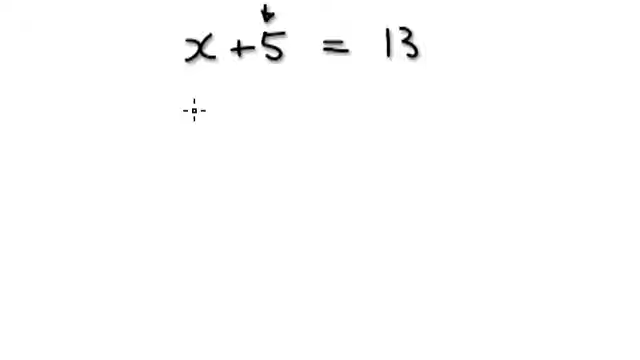 x + 5 = 13